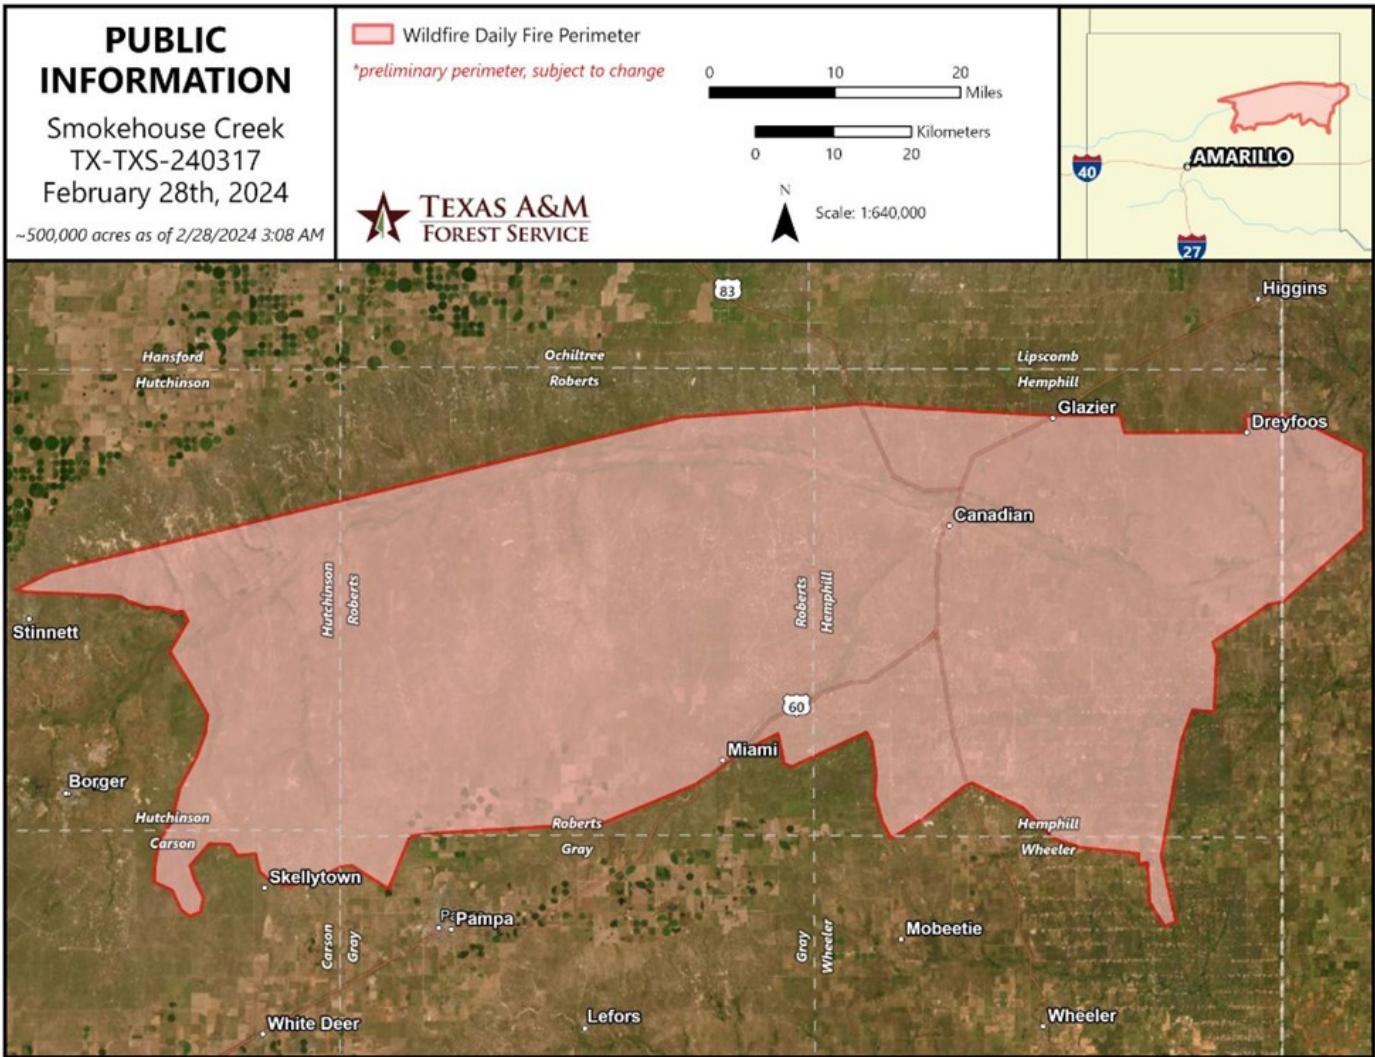 PUBLIC
INFORMATION
Smokehouse Creek
TX-TXS-240317
February 28th, 2024
~500,000 acres as of 2/28/2024 3:08 AM
Wildfire Daily Fire Perimeter
*preliminary perimeter, subject to change
0 10 20
Miles
Kilometers
0 10 20
TEXAS A&M
FOREST SERVICE
N
Scale: 1:640,000
AMARILLO
40
27
83
Higgins
Hansford
Hutchinson
Ochiltree
Roberts
Lipscomb
Hemphill
Glazier
Dreyfoos
Canadian
Hutchinson
Roberts
Roberts
Hemphill
Stinnett
60
Miami
Borger
Hutchinson
Carson
Roberts
Gray
Hemphill
Wheeler
Skellytown
Pampa
Mobeetie
Carson
Gray
Gray
Wheeler
White Deer
Lefors
Wheeler